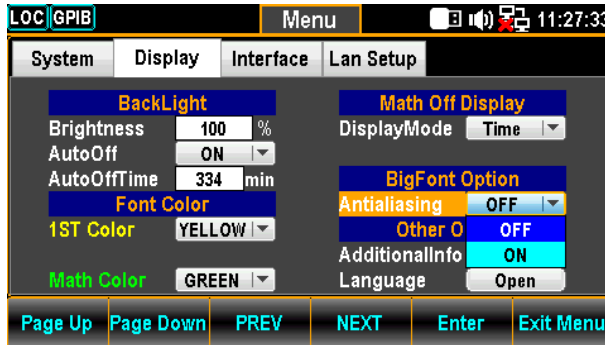 LOC GPIB Menu 11:27:33
System Display Interface Lan Setup
BackLight
Brightness 100 %
AutoOff ON
AutoOffTime 334 min
Font Color
1ST Color YELLOW
Math Color GREEN
Math Off Display
DisplayMode Time
BigFont Option
Antialiasing OFF
Other O OFF
AdditionalInfo ON
Language Open
Page Up Page Down PREV NEXT Enter Exit Menu